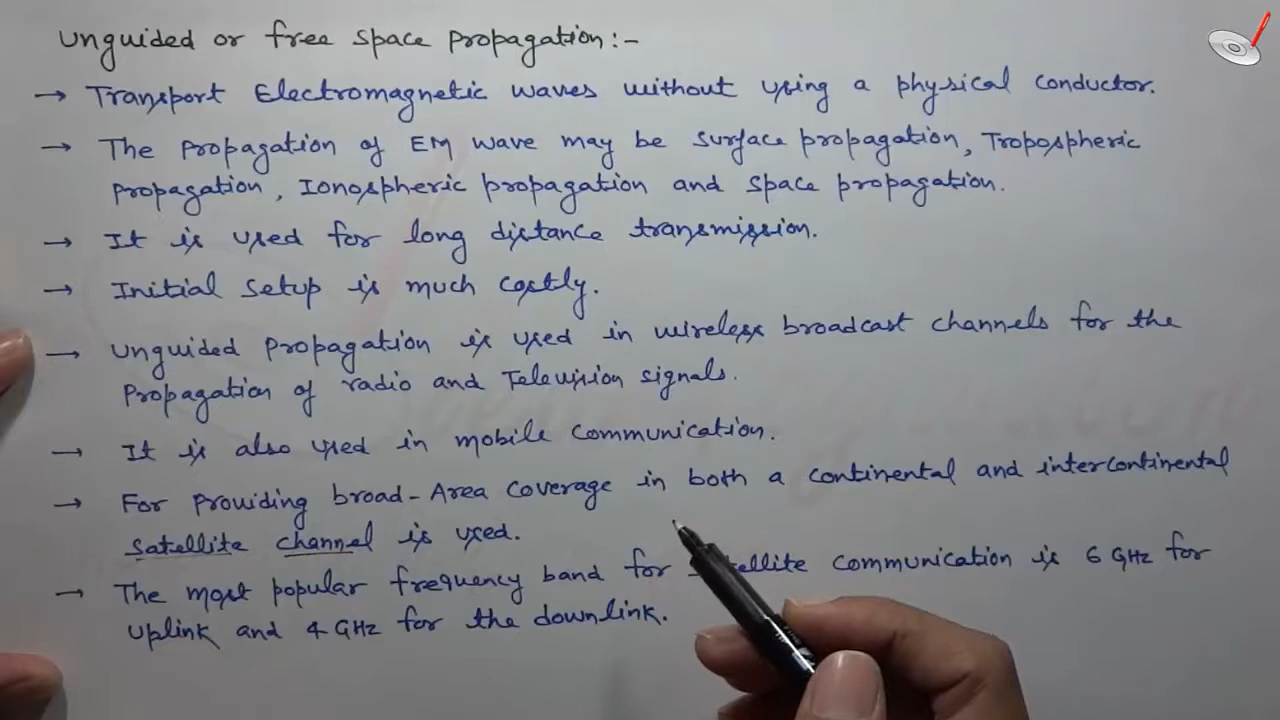 Unguided or free space propagation:-
→ Transport Electromagnetic waves without using a physical conductor.
→ The propagation of EM wave may be surface propagation, Tropospheric
propagation, Ionospheric propagation and space propagation.
→ It is used for long distance transmission.
→ Initial setup is much costly.
→ Unguided propagation is used in wireless broadcast channels for the
propagation of radio and Television signals.
→ It is also used in mobile communication.
→ For providing broad-Area coverage in both a continental and intercontinental
satellite channel is used.
→ The most popular frequency band for satellite communication is 6 GHz for
uplink and 4 GHz for the downlink.